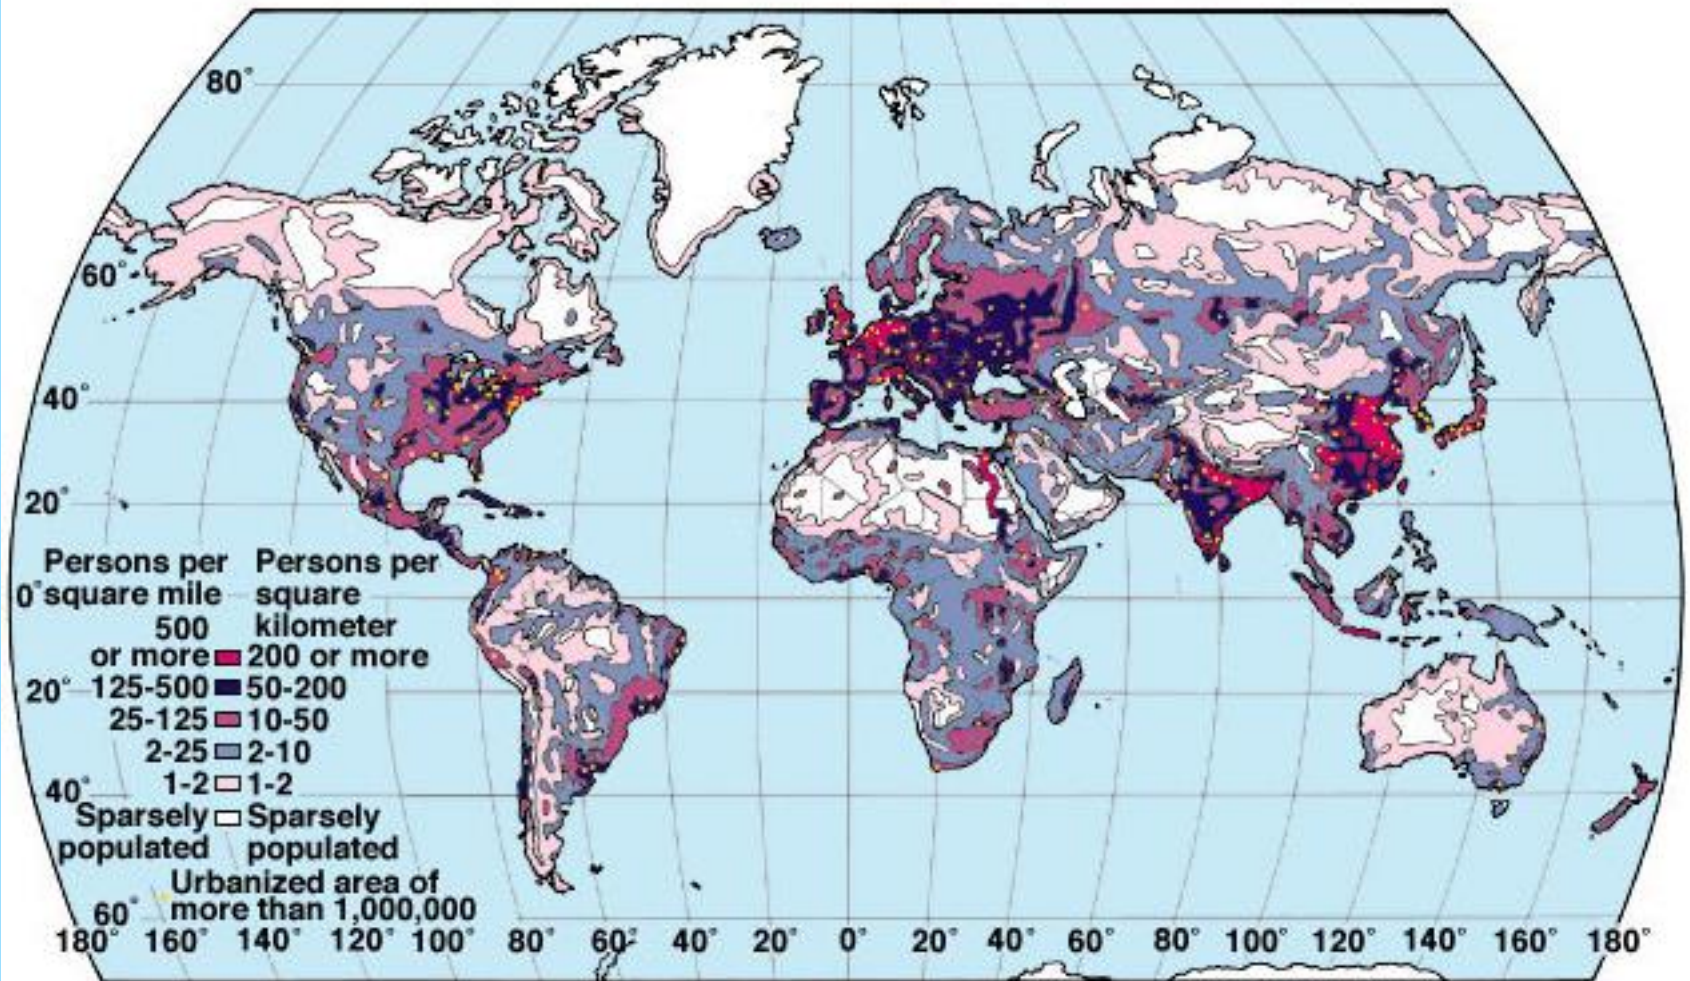 80°
60°
40°
20°
Persons per Persons per
0° square mile square
500 kilometer
or more 200 or more
20° 125-500 50-200
25-125 10-50
2-25 2-10
40° 1-2 1-2
Sparsely Sparsely
populated populated
Urbanized area of
60° more than 1,000,000
180° 160° 140° 120° 100° 80° 60° 40° 20° 0° 20° 40° 60° 80° 100° 120° 140° 160° 180°